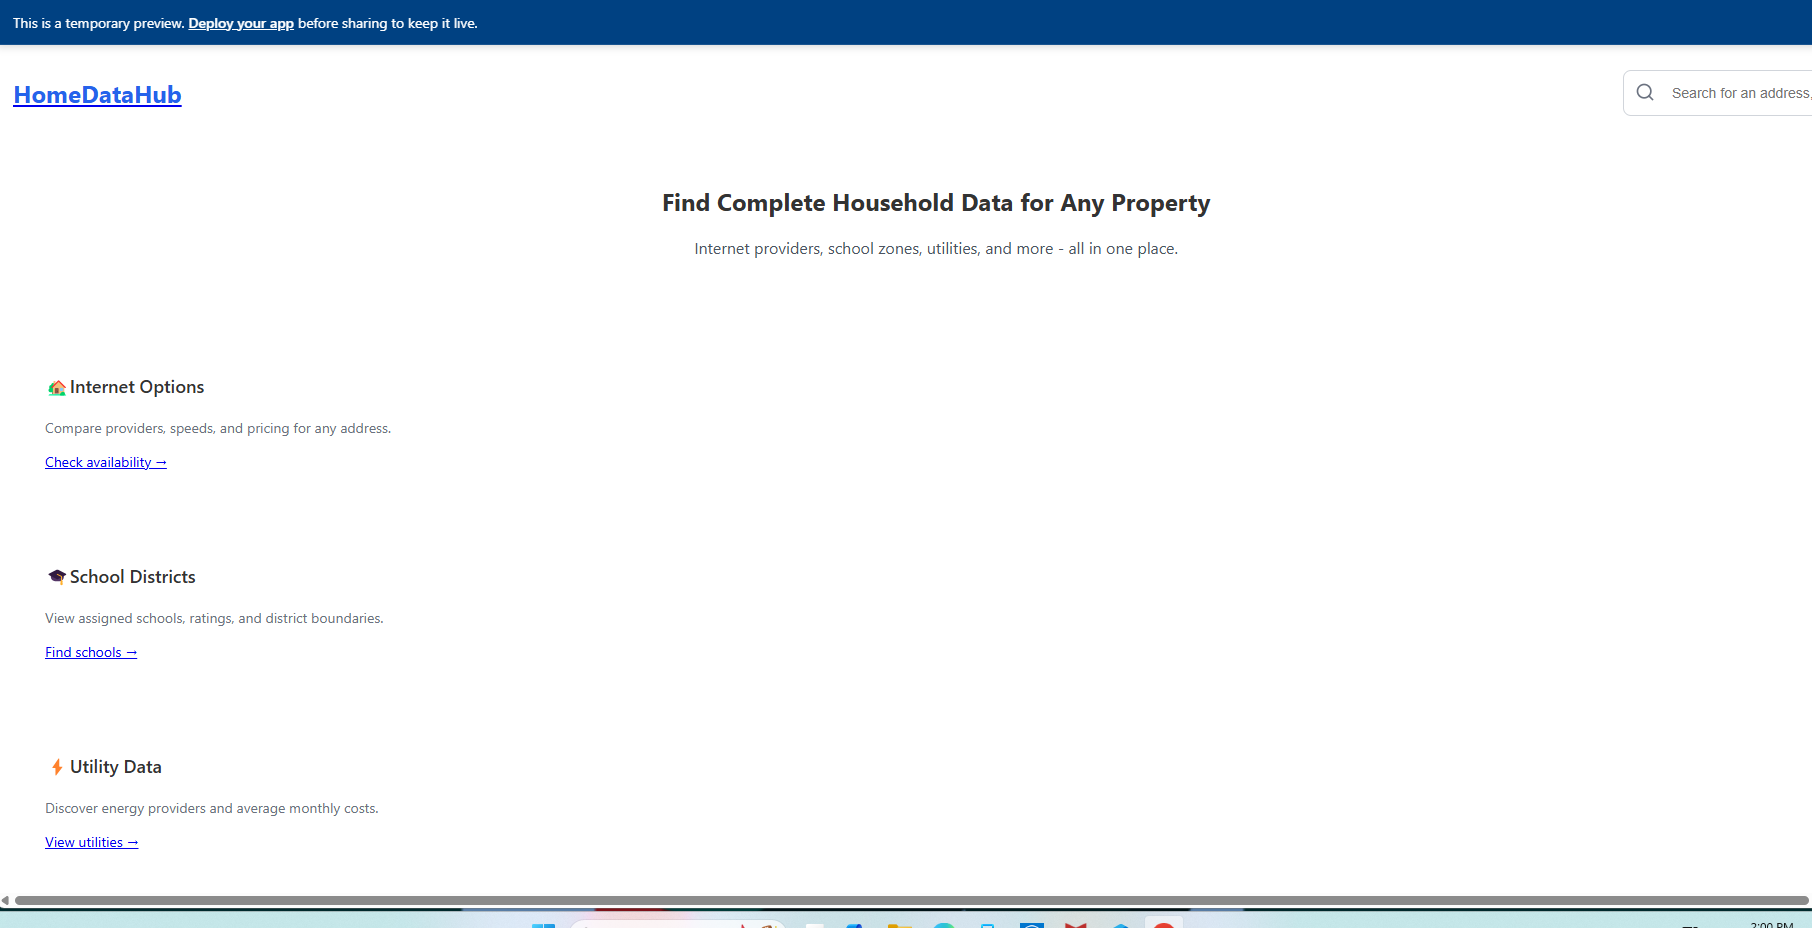 This is a temporary preview. Deploy your app before sharing to keep it live.
HomeDataHub
Search for an address,
Find Complete Household Data for Any Property
Internet providers, school zones, utilities, and more - all in one place.
Internet Options
Compare providers, speeds, and pricing for any address.
Check availability →
School Districts
View assigned schools, ratings, and district boundaries.
Find schools →
Utility Data
Discover energy providers and average monthly costs.
View utilities →
2:00 PM